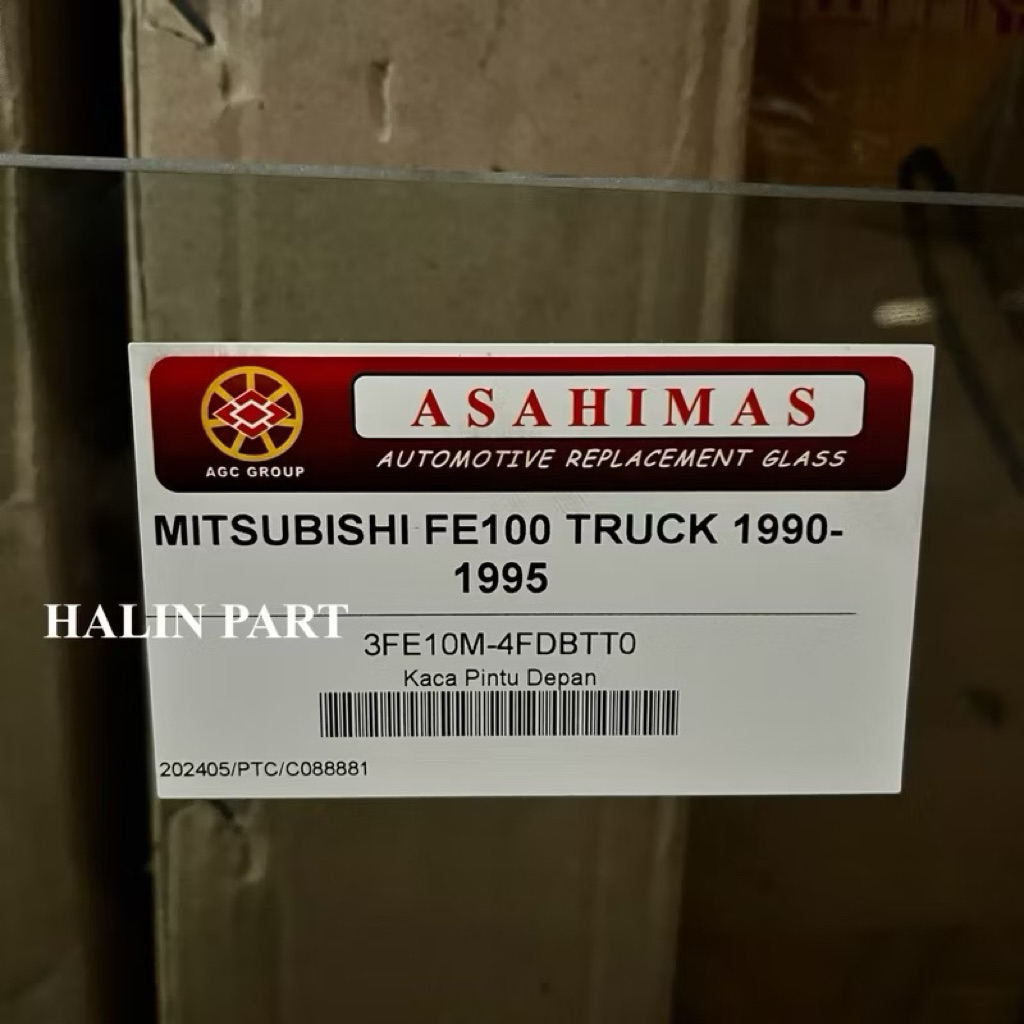 ASAHIMAS
AGC GROUP
AUTOMOTIVE REPLACEMENT GLASS
MITSUBISHI FE100 TRUCK 1990-
1995
HALIN PART
3FE10M-4FDBTT0
Kaca Pintu Depan
202405/PTC/C088881